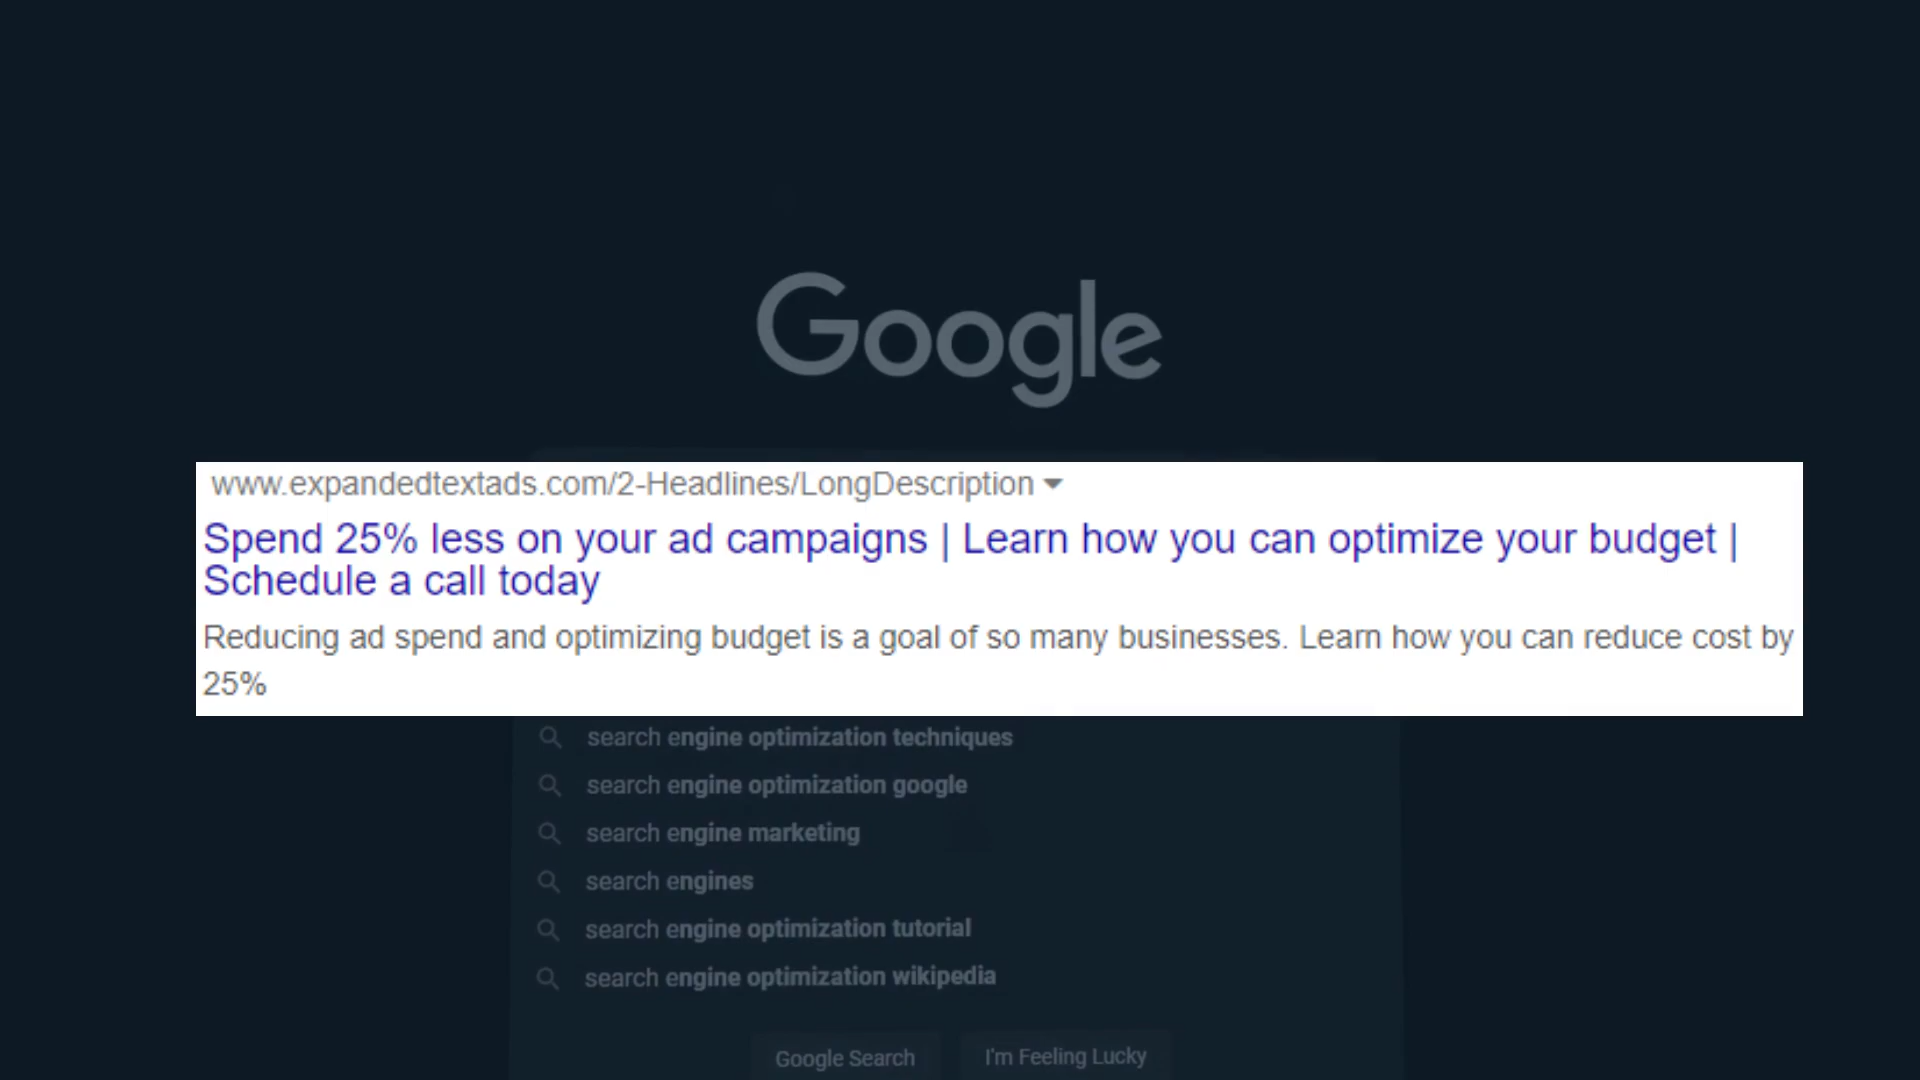 Google
www.expandedtextads.com/2-Headlines/LongDescription
Spend 25% less on your ad campaigns | Learn how you can optimize your budget |
Schedule a call today
Reducing ad spend and optimizing budget is a goal of so many businesses. Learn how you can reduce cost by
25%
search engine optimization techniques
search engine optimization google
search engine marketing
search engines
search engine optimization tutorial
search engine optimization wikipedia
Google Search
I'm Feeling Lucky